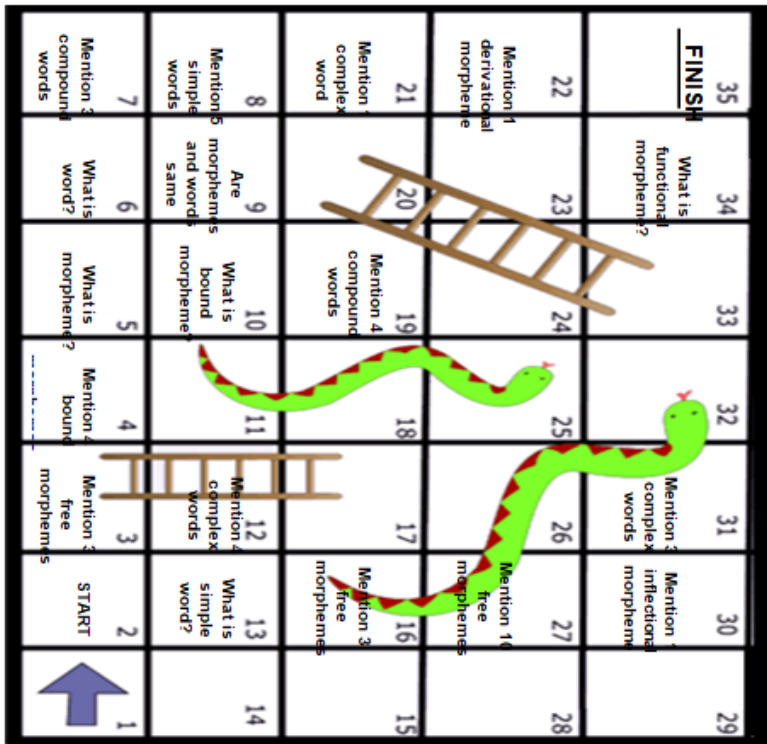 35
FINISH
34
What is
functional
morpheme?
33
32
31
Mention 3
complex
words
30
Mention
inflectional
morpheme
29
22
Mention 1
derivational
morpheme
23
24
25
26
27
Mention 10
free
morphemes
28
21
Mention
complex
word
20
19
Mention 4
compound
words
18
17
16
Mention 3
free
morphemes
15
8
Mention5
simple
words
9
Are
morphemes
and words
same
10
What is
bound
morpheme?
11
12
Mention 4
complex
words
13
What is
simple
word?
14
7
Mention 3
compound
words
6
What is
word?
5
What is
morpheme?
4
Mention 4
bound
3
Mention 3
free
morphemes
2
START
1